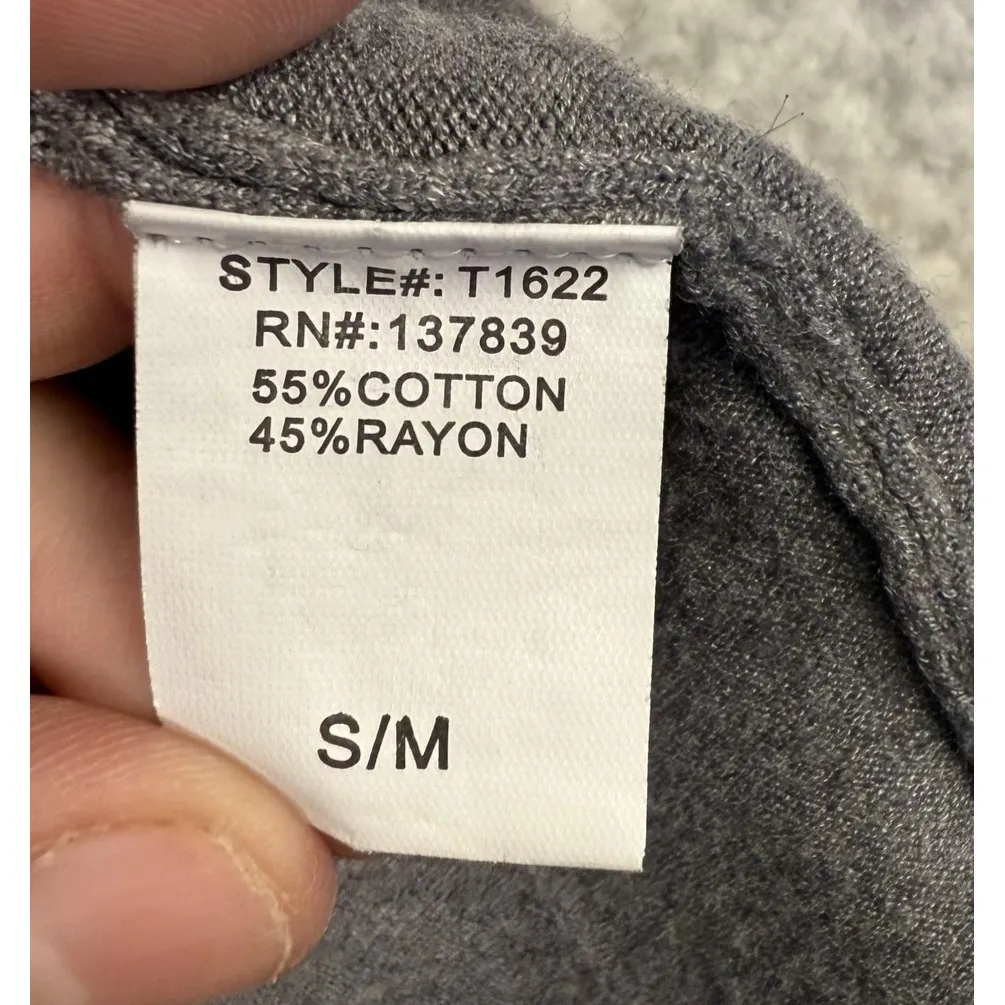 STYLE#: T1622
RN#:137839
55%COTTON
45%RAYON
S/M